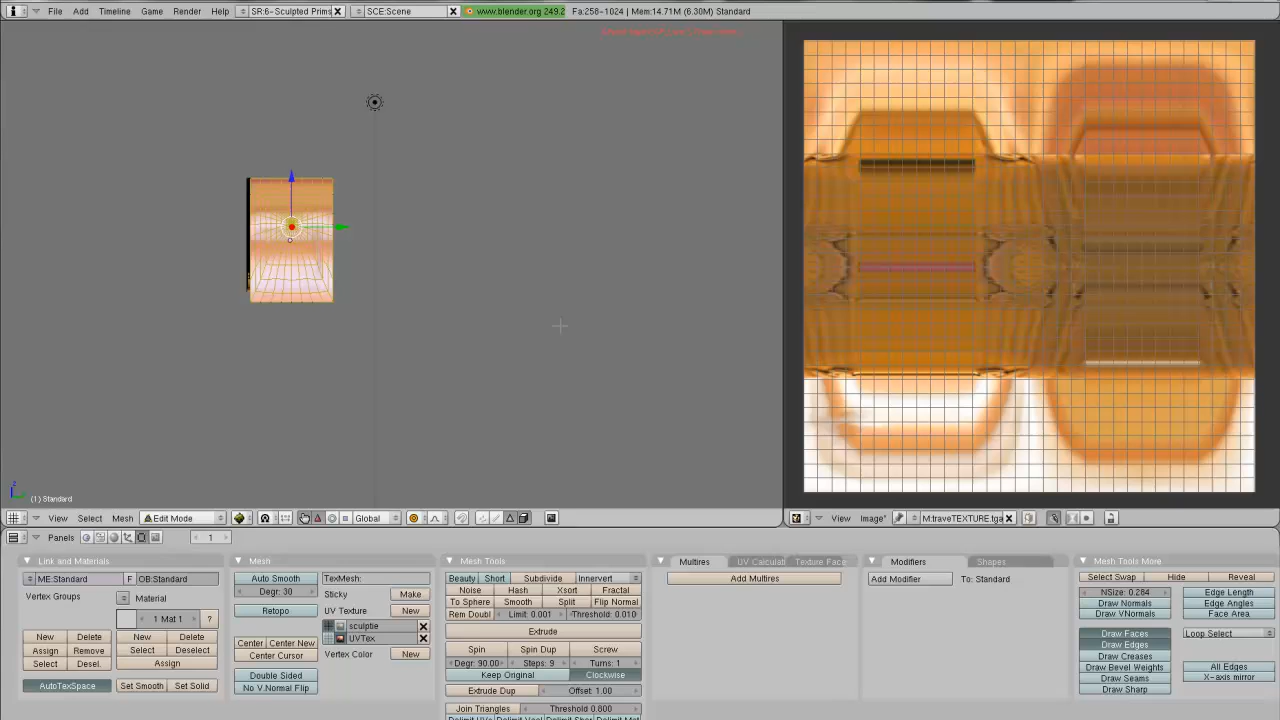 File Add Timeline Game Render Help SR:6-Sculpted Prims SCE:Scene www.blender.org 249.2 Fa:258-1024 | Mem:14.71M (6.30M) Standard
z
(1) Standard
View Select Mesh Edit Mode Global
View Image* M:traveTEXTURE.tga
Panels 1
Link and Materials
ME:Standard F OB:Standard
Vertex Groups
Material
1 Mat 1 ?
New Delete New Delete
Assign Remove Select Deselect
Select Desel. Assign
AutoTexSpace Set Smooth Set Solid
Mesh
Auto Smooth TexMesh:
Degr: 30 Sticky Make
Retopo UV Texture New
sculptie
Center Center New UVTex
Center Cursor Vertex Color New
Double Sided
No V.Normal Flip
Mesh Tools
Beauty Short Subdivide Innervert
Noise Hash Xsort Fractal
To Sphere Smooth Split Flip Normal
Rem Doubl Limit: 0.001 Threshold: 0.010
Extrude
Spin Spin Dup Screw
Degr: 90.00 Steps: 9 Turns: 1
Keep Original Clockwise
Extrude Dup Offset: 1.00
Join Triangles Threshold 0.800
Multires UV Calculati Texture Face
Add Multires
Modifiers Shapes
Add Modifier To: Standard
Mesh Tools More
Select Swap Hide Reveal
NSize: 0.284 Edge Length
Draw Normals Edge Angles
Draw VNormals Face Area
Draw Faces Loop Select
Draw Edges
Draw Creases
Draw Bevel Weights All Edges
Draw Seams X-axis mirror
Draw Sharp